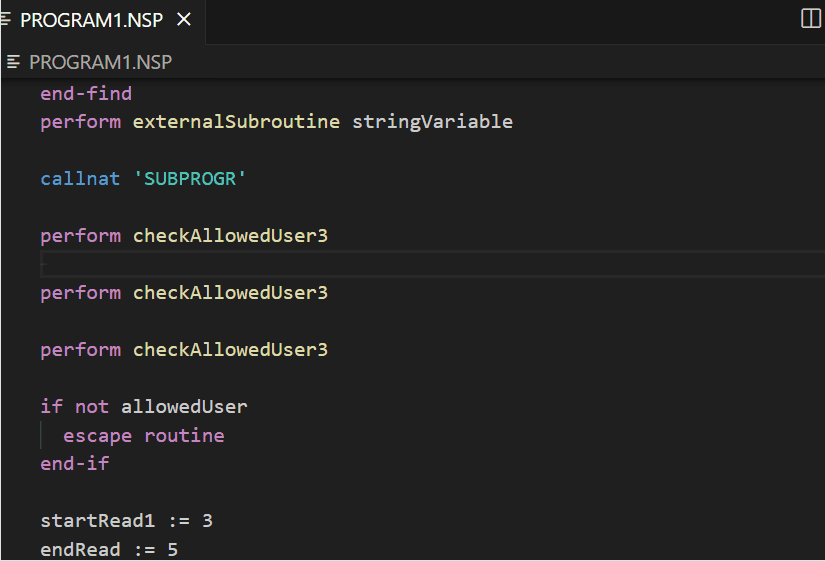 PROGRAM1.NSP
PROGRAM1.NSP
end-find
perform externalSubroutine stringVariable
callnat 'SUBPROGR'
perform checkAllowedUser3
perform checkAllowedUser3
perform checkAllowedUser3
if not allowedUser
escape routine
end-if
startRead1 := 3
endRead := 5